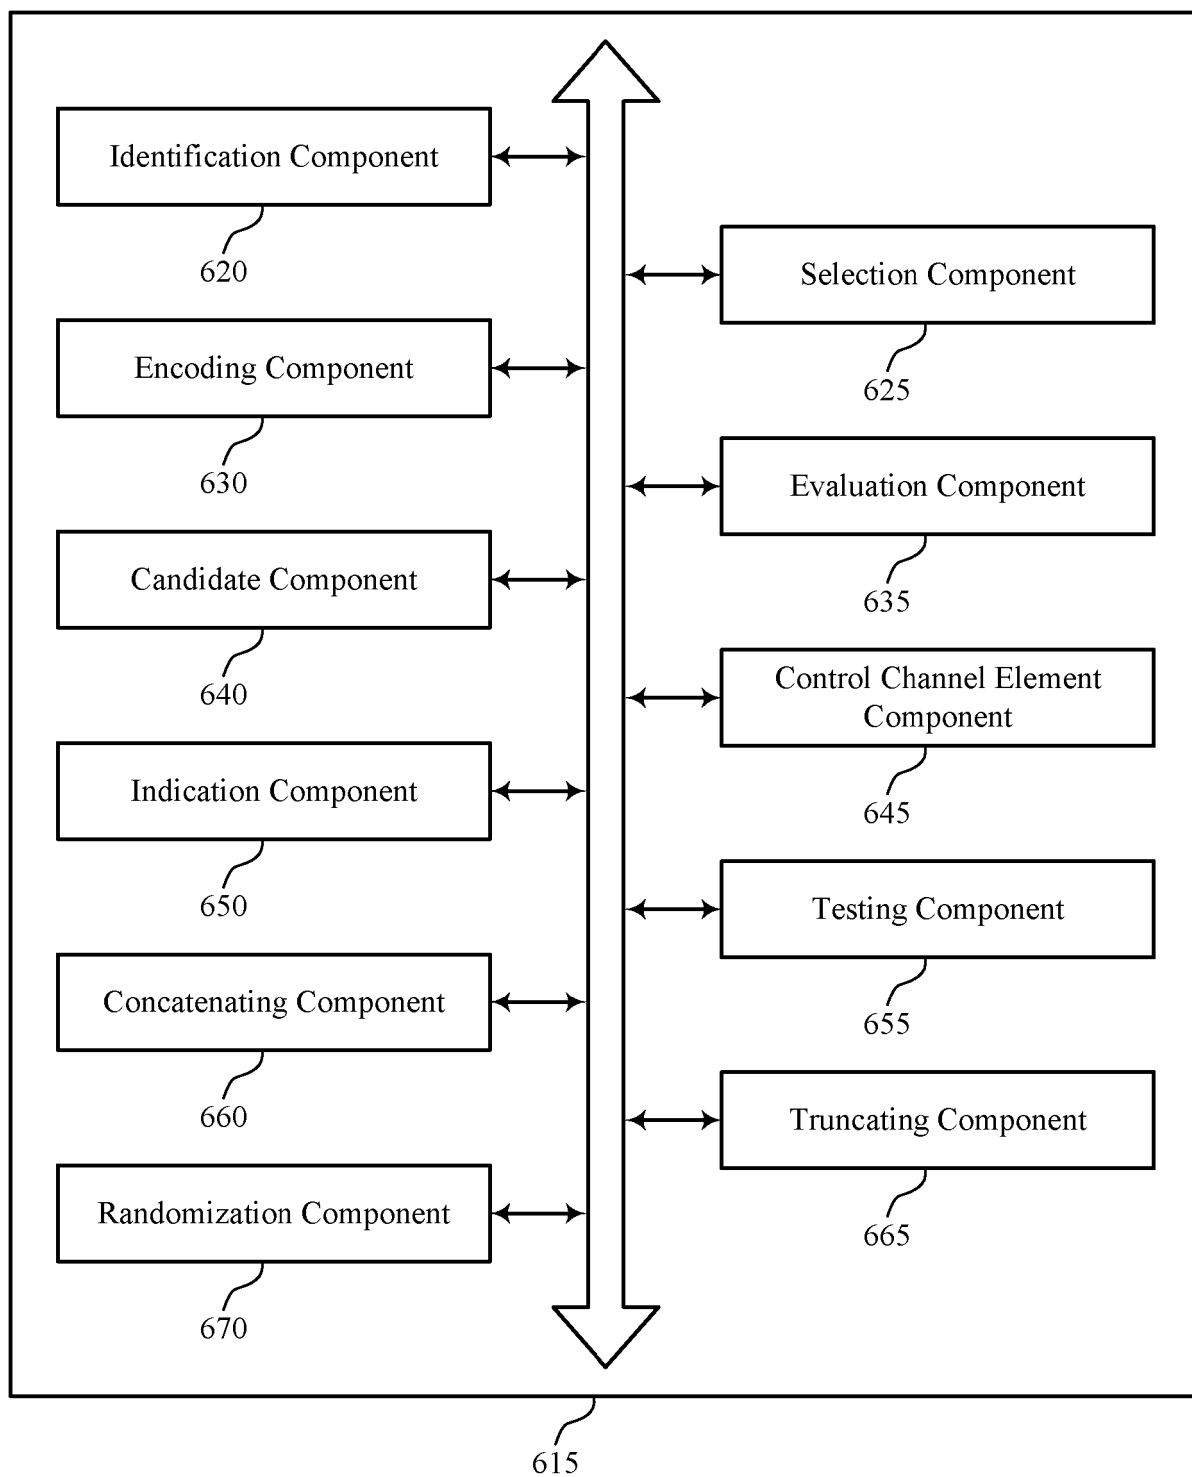 Identification Component
620
Selection Component
625
Encoding Component
630
Evaluation Component
635
Candidate Component
640
Control Channel Element
Component
645
Indication Component
650
Testing Component
655
Concatenating Component
660
Truncating Component
665
Randomization Component
670
615